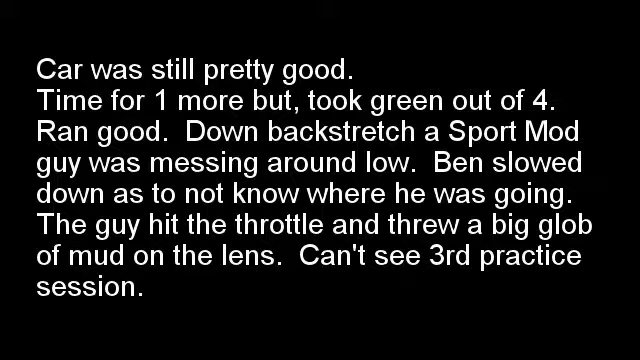 Car was still pretty good.
Time for 1 more but, took green out of 4.
Ran good.  Down backstretch a Sport Mod
guy was messing around low.  Ben slowed
down as to not know where he was going.
The guy hit the throttle and threw a big glob
of mud on the lens.  Can't see 3rd practice
session.